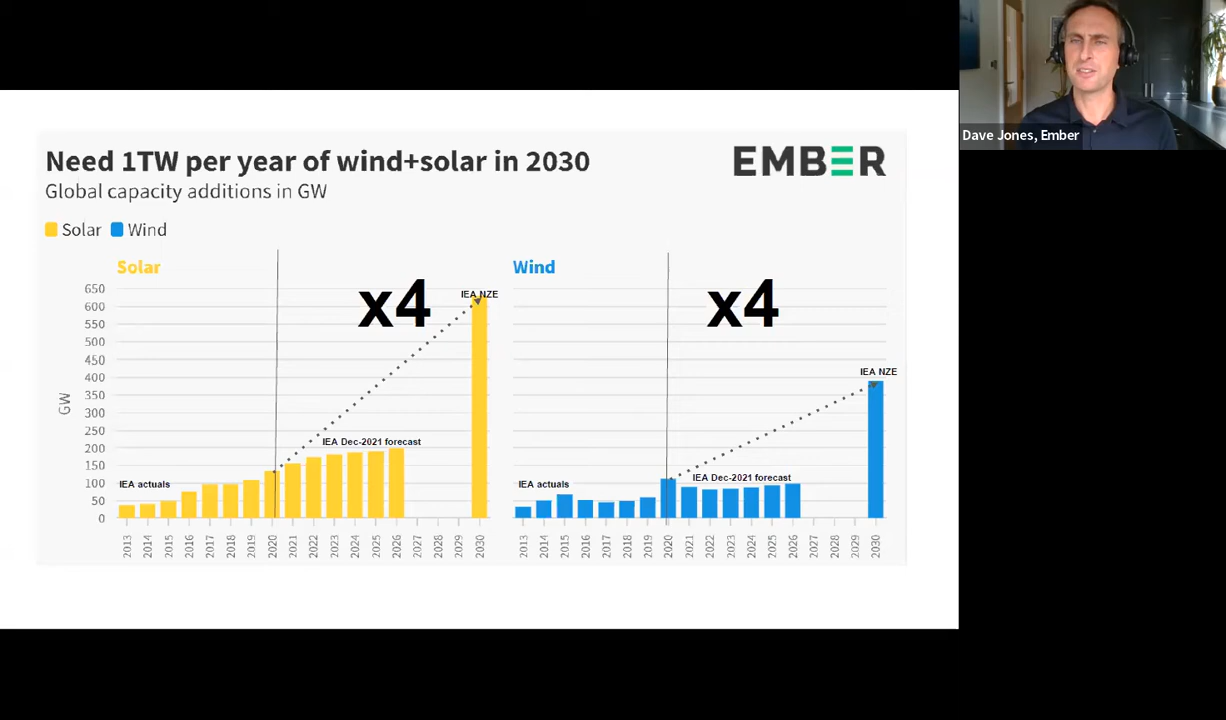 Need 1TW per year of wind+solar in 2030
EMBER
Global capacity additions in GW
Solar Wind
Solar
x4
IEA NZE
GW
650
600
550
500
450
400
350
300
250
200
150
100
50
0
IEA actuals
IEA Dec-2021 forecast
2013 2014 2015 2016 2017 2018 2019 2020 2021 2022 2023 2024 2025 2026 2027 2028 2029 2030
Wind
x4
IEA NZE
IEA actuals
IEA Dec-2021 forecast
2013 2014 2015 2016 2017 2018 2019 2020 2021 2022 2023 2024 2025 2026 2027 2028 2029 2030
Dave Jones, Ember